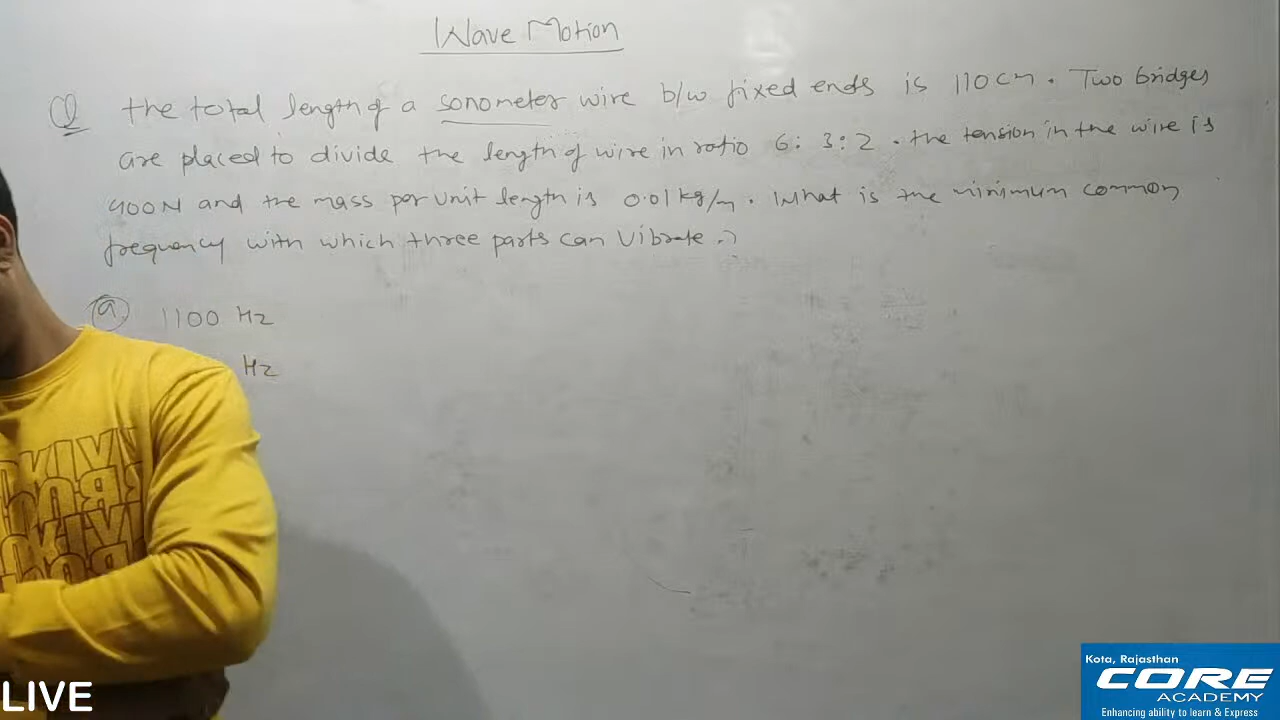 Wave Motion
Q the total length of a sonometer wire b/w fixed ends is 110 cm. Two bridges
are placed to divide the length of wire in ratio 6: 3: 2. the tension in the wire is
400N and the mass per unit length is 0.01 kg/m. What is the minimum common
frequency with which three parts can vibrate.?
a 1100 Hz
Hz
LIVE
Kota, Rajasthan
CORE
ACADEMY
Enhancing ability to learn & Express